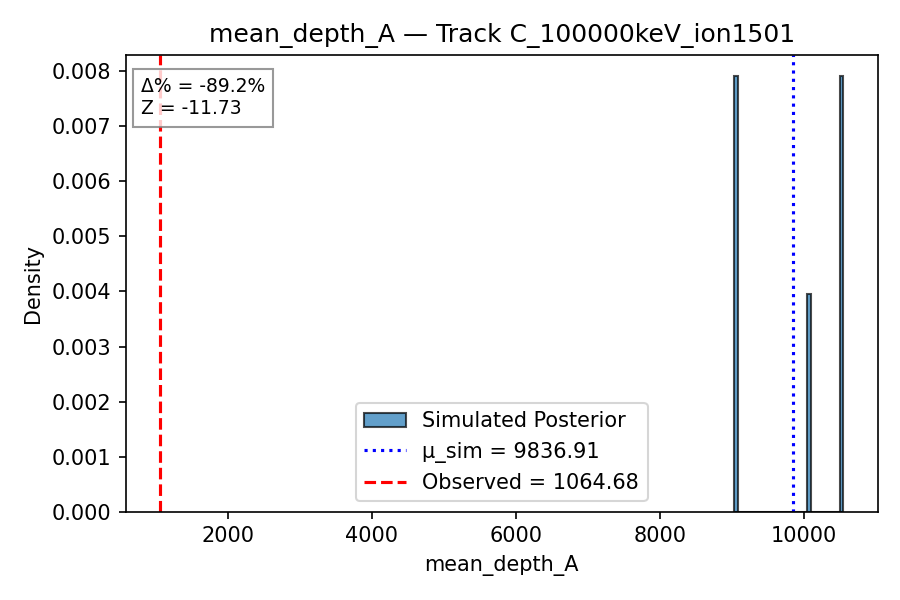 mean_depth_A — Track C_100000keV_ion1501
Δ% = -89.2%
Z = -11.73
0.008
0.007
0.006
0.005
0.004
0.003
0.002
0.001
0.000
Density
Simulated Posterior
μ_sim = 9836.91
Observed = 1064.68
2000
4000
6000
8000
10000
mean_depth_A